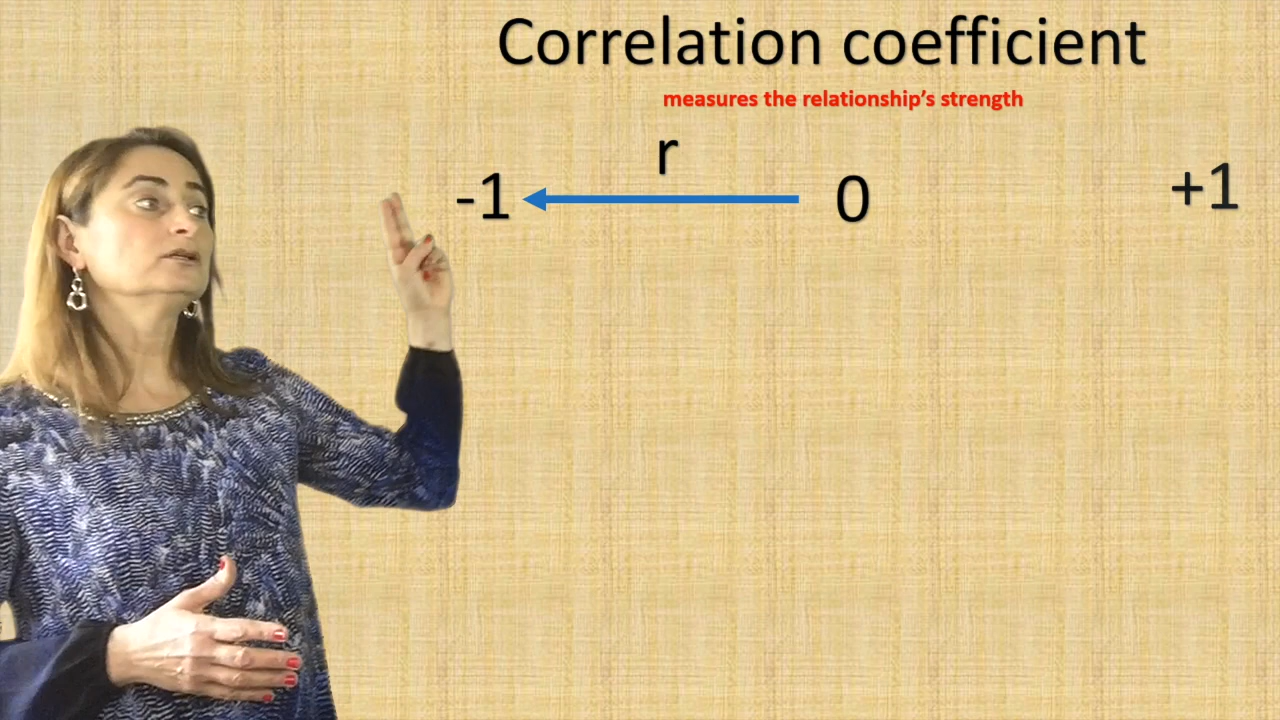 Correlation coefficient
measures the relationship’s strength
r
-1 0 +1